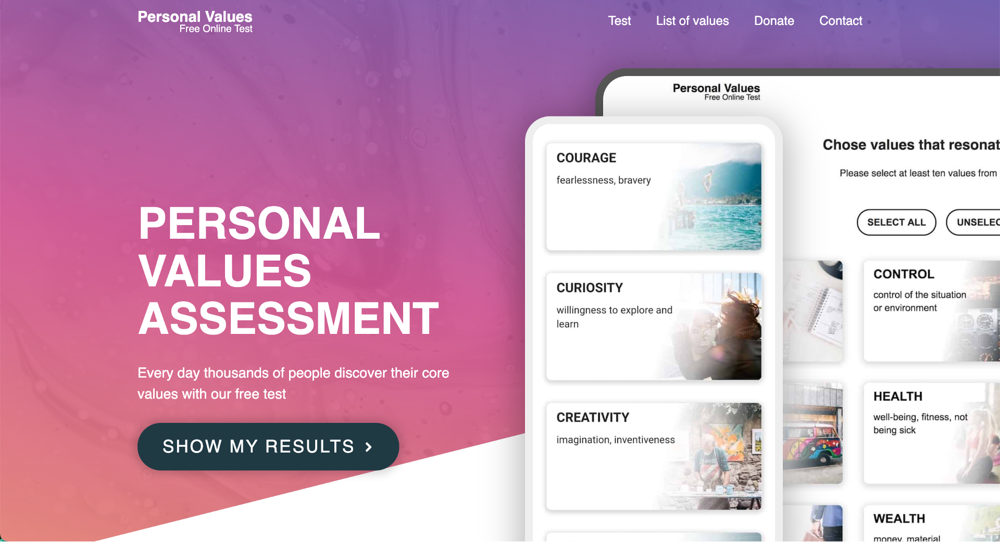 Personal Values
Free Online Test
Test
List of values
Donate
Contact
PERSONAL
VALUES
ASSESSMENT
Every day thousands of people discover their core
values with our free test
SHOW MY RESULTS
COURAGE
fearlessness, bravery
CURIOSITY
willingness to explore and
learn
CREATIVITY
imagination, inventiveness
Personal Values
Free Online Test
Chose values that resonat
Please select at least ten values from
SELECT ALL
UNSELEC
CONTROL
control of the situation
or environment
HEALTH
well-being, fitness, not
being sick
WEALTH
money, material